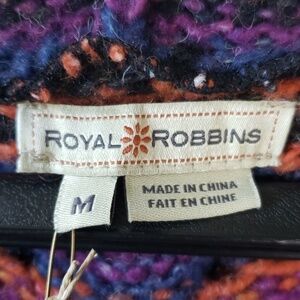 ROYAL ROBBINS
M
MADE IN CHINA
FAIT EN CHINE